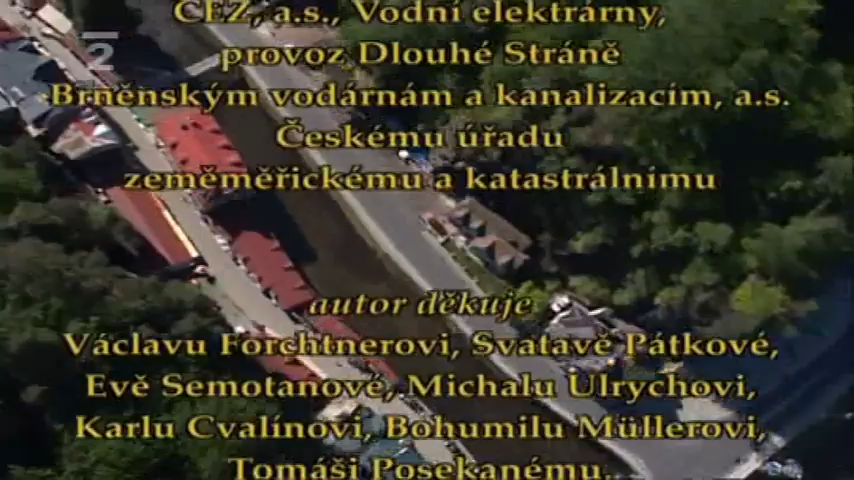 2
ČEZ, a.s., Vodní elektrárny,
provoz Dlouhé Stráně
Brněnským vodárnám a kanalizacím, a.s.
Českému úřadu
zeměměřickému a katastrálnímu
autor děkuje
Václavu Forchtnerovi, Svatavě Pátkové,
Evě Semotanové, Michalu Ulrychovi,
Karlu Cvalínovi, Bohumilu Müllerovi,
Tomáši Posekanému,